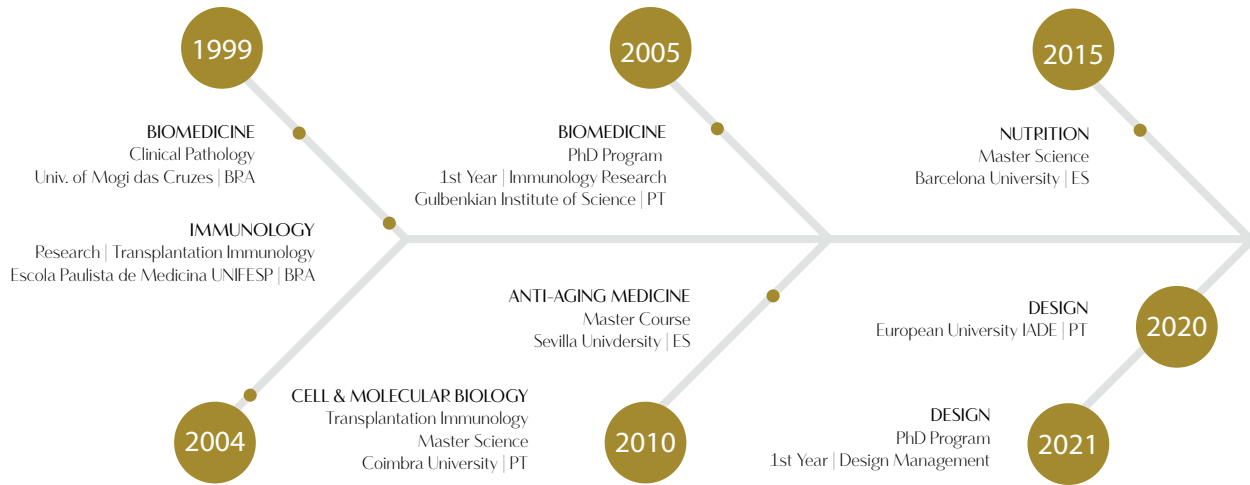 1999
BIOMEDICINE
Clinical Pathology
Univ. of Mogi das Cruzes | BRA
IMMUNOLOGY
Research | Transplantation Immunology
Escola Paulista de Medicina UNIFESP | BRA
2004
CELL & MOLECULAR BIOLOGY
Transplantation Immunology
Master Science
Coimbra University | PT
2005
BIOMEDICINE
PhD Program
1st Year | Immunology Research
Gulbenkian Institute of Science | PT
ANTI-AGING MEDICINE
Master Course
Sevilla Univdersity | ES
2010
2015
NUTRITION
Master Science
Barcelona University | ES
DESIGN
European University IADE | PT
2020
DESIGN
PhD Program
1st Year | Design Management
2021